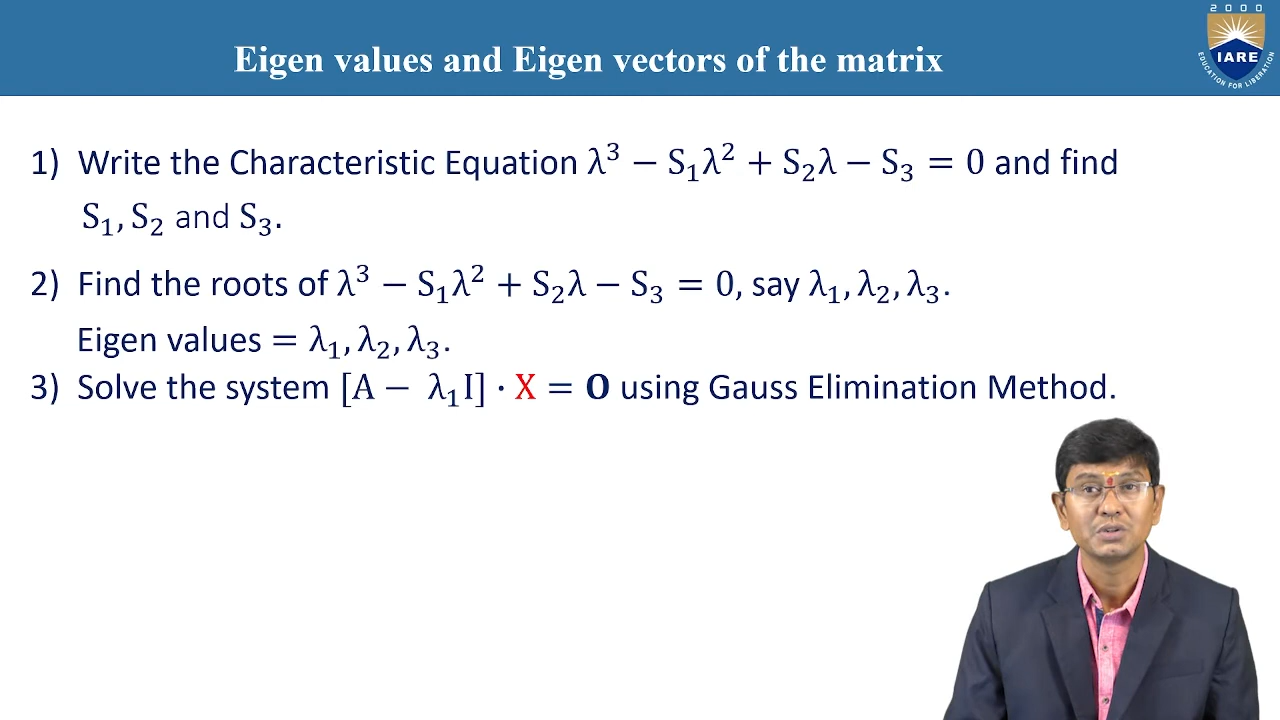 2000
IARE
EDUCATION FOR LIBERATION
Eigen values and Eigen vectors of the matrix
1) Write the Characteristic Equation λ³ − S₁λ² + S₂λ − S₃ = 0 and find
S₁, S₂ and S₃.
2) Find the roots of λ³ − S₁λ² + S₂λ − S₃ = 0, say λ₁, λ₂, λ₃.
Eigen values = λ₁, λ₂, λ₃.
3) Solve the system [A − λ₁I] · X = O using Gauss Elimination Method.